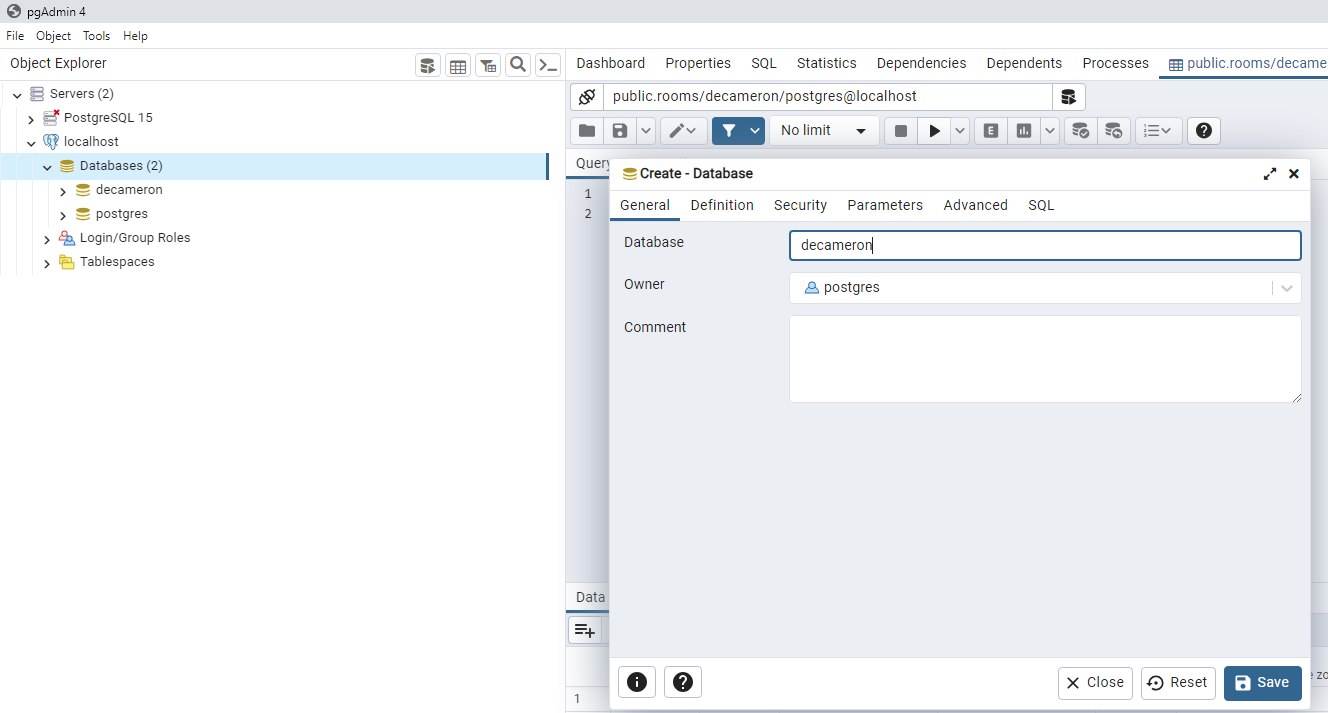 pgAdmin 4
File Object Tools Help
Object Explorer
Dashboard Properties SQL Statistics Dependencies Dependents Processes public.rooms/decame
Servers (2)
PostgreSQL 15
localhost
Databases (2)
decameron
postgres
Login/Group Roles
Tablespaces
public.rooms/decameron/postgres@localhost
No limit
E
Query
1
2
Create - Database
General Definition Security Parameters Advanced SQL
Database decameron
Owner postgres
Comment
Data
Close Reset Save
e zo
1